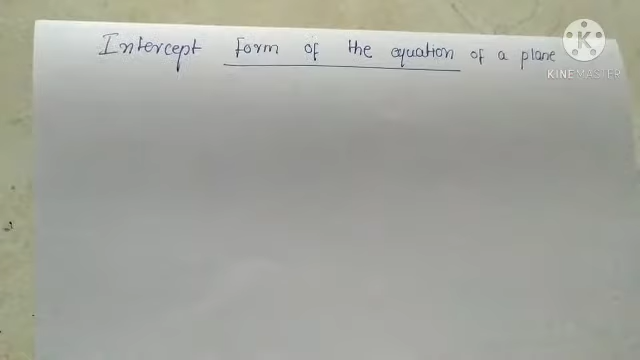 Intercept form of the equation of a plane
K
KINEMASTER